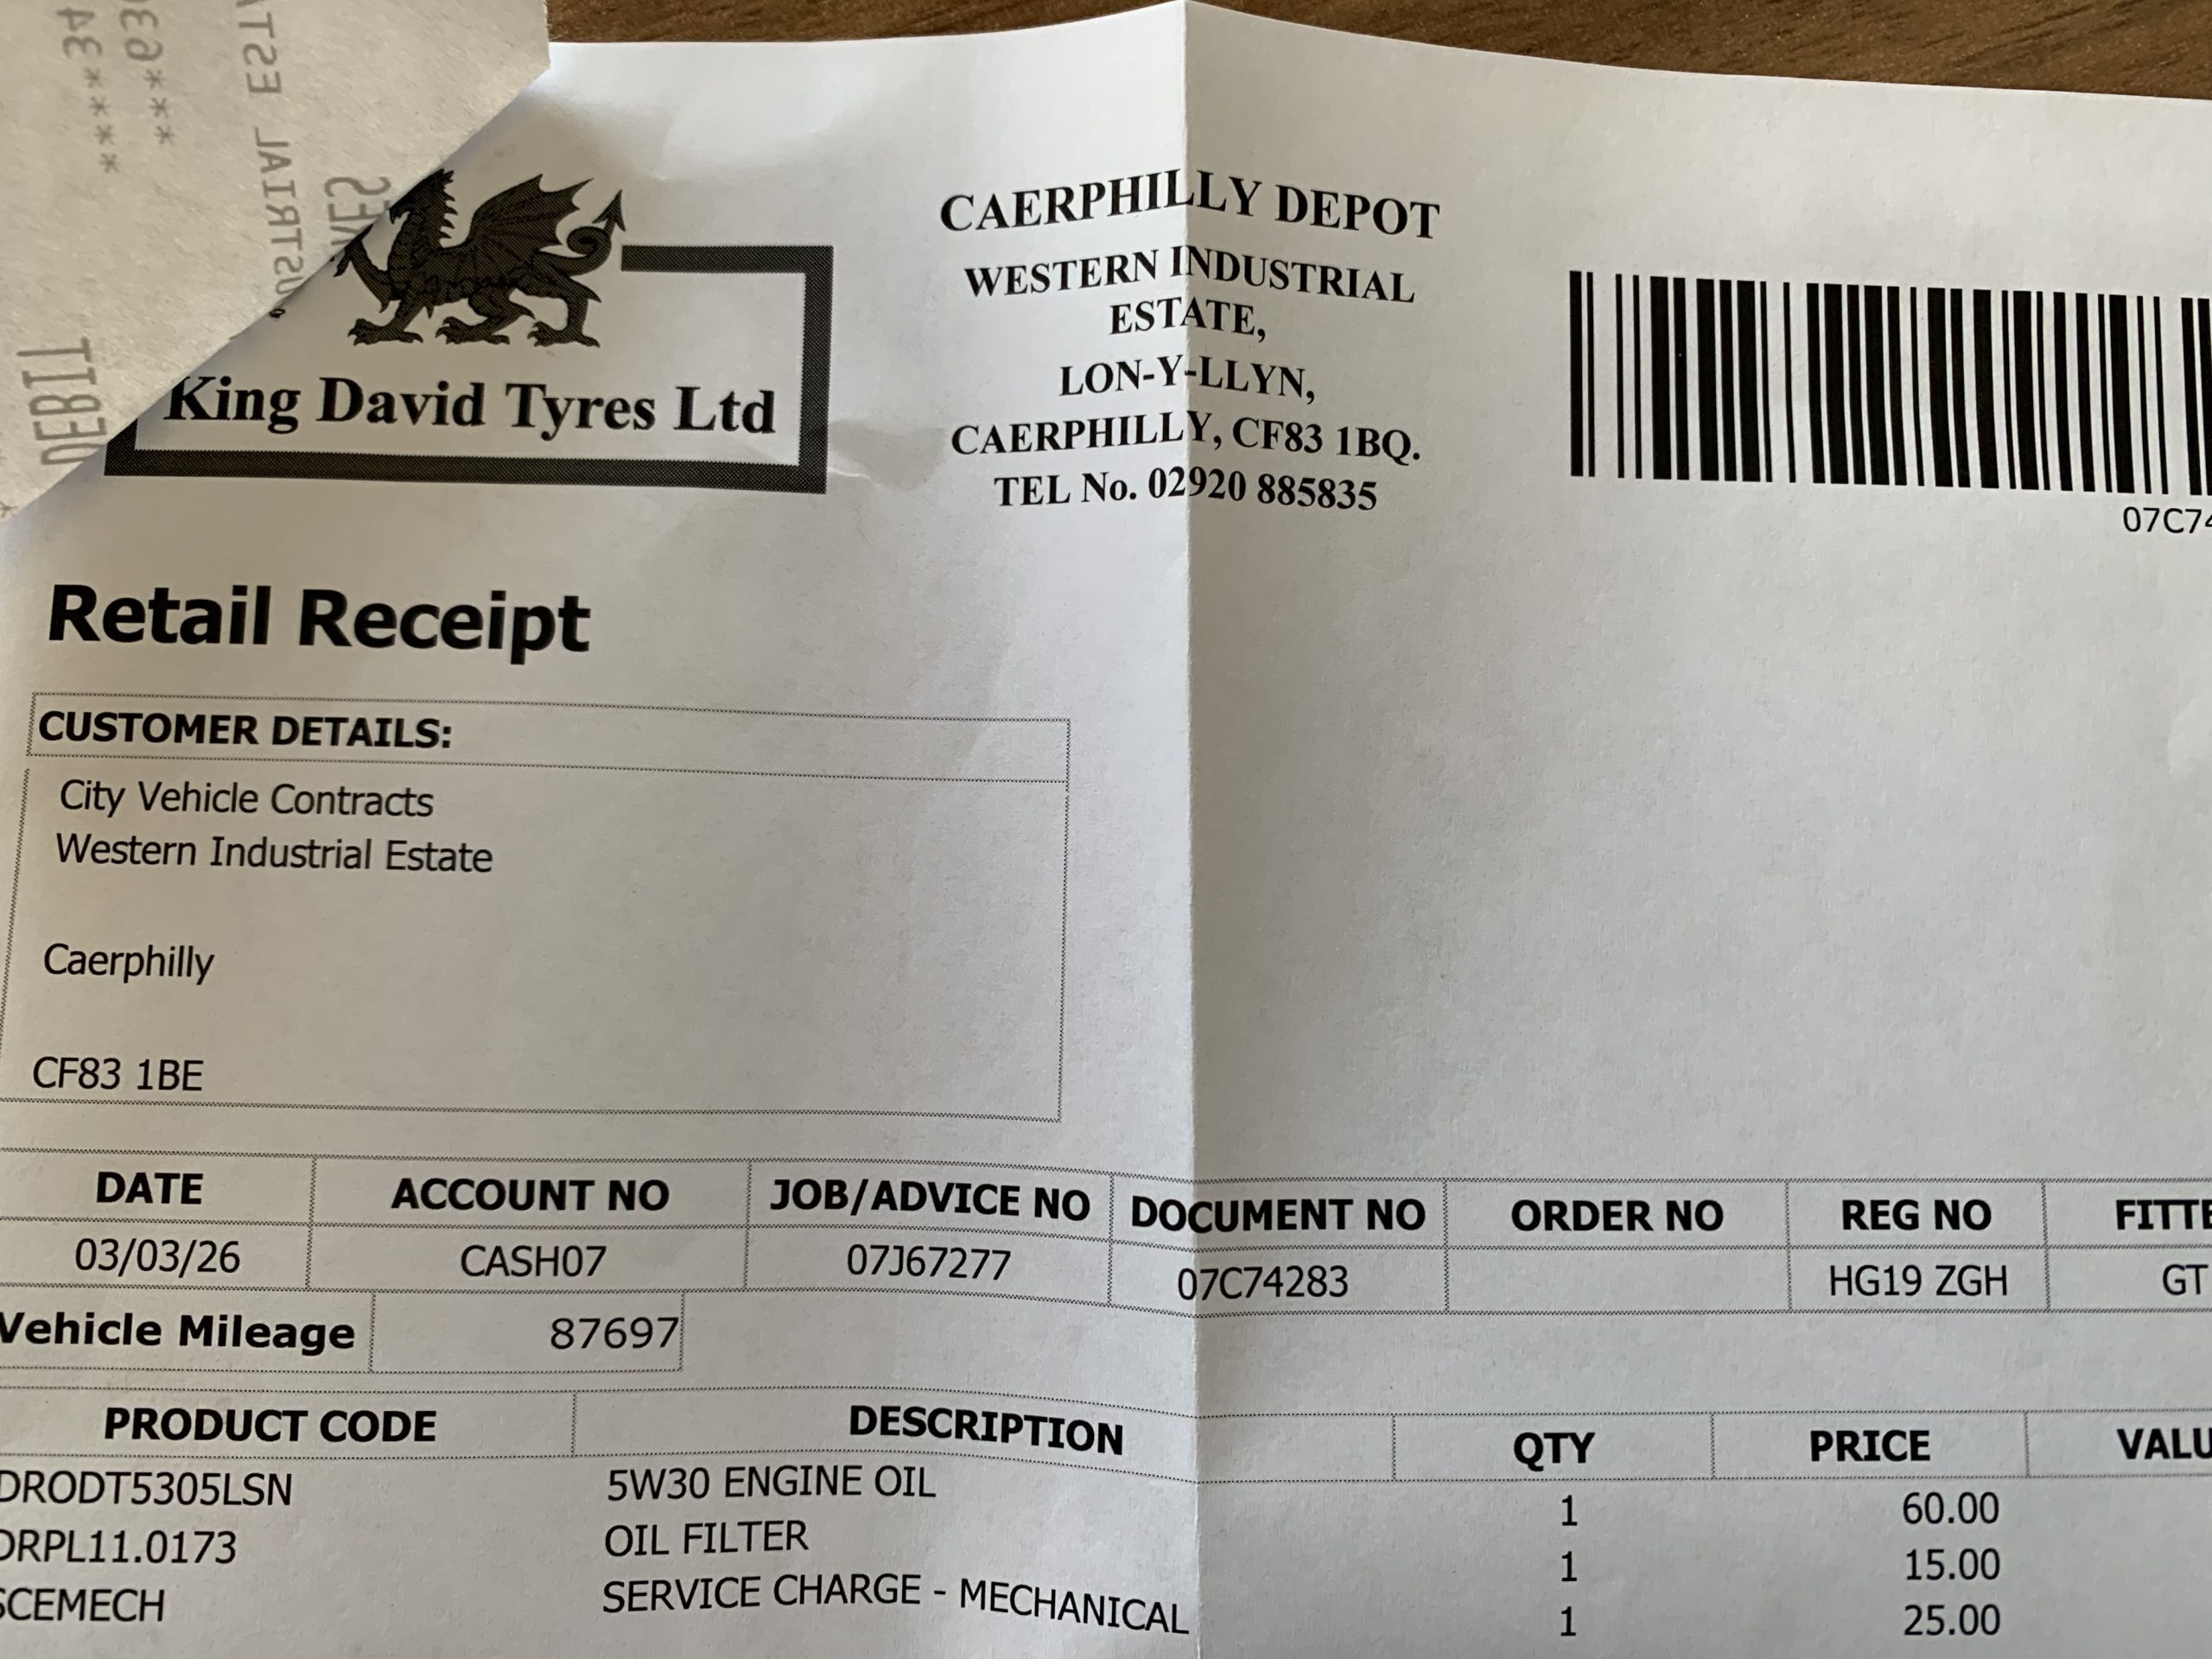 King David Tyres Ltd
CAERPHILLY DEPOT
WESTERN INDUSTRIAL
ESTATE,
LON-Y-LLYN,
CAERPHILLY, CF83 1BQ.
TEL No. 02920 885835
07C74
Retail Receipt
CUSTOMER DETAILS:
City Vehicle Contracts
Western Industrial Estate
Caerphilly
CF83 1BE
DATE ACCOUNT NO JOB/ADVICE NO DOCUMENT NO ORDER NO REG NO FITTE
03/03/26 CASH07 07J67277 07C74283 HG19 ZGH GT
Vehicle Mileage 87697
PRODUCT CODE DESCRIPTION QTY PRICE VALU
DRODT5305LSN 5W30 ENGINE OIL 1 60.00
DRPL11.0173 OIL FILTER 1 15.00
SCEMECH SERVICE CHARGE - MECHANICAL 1 25.00